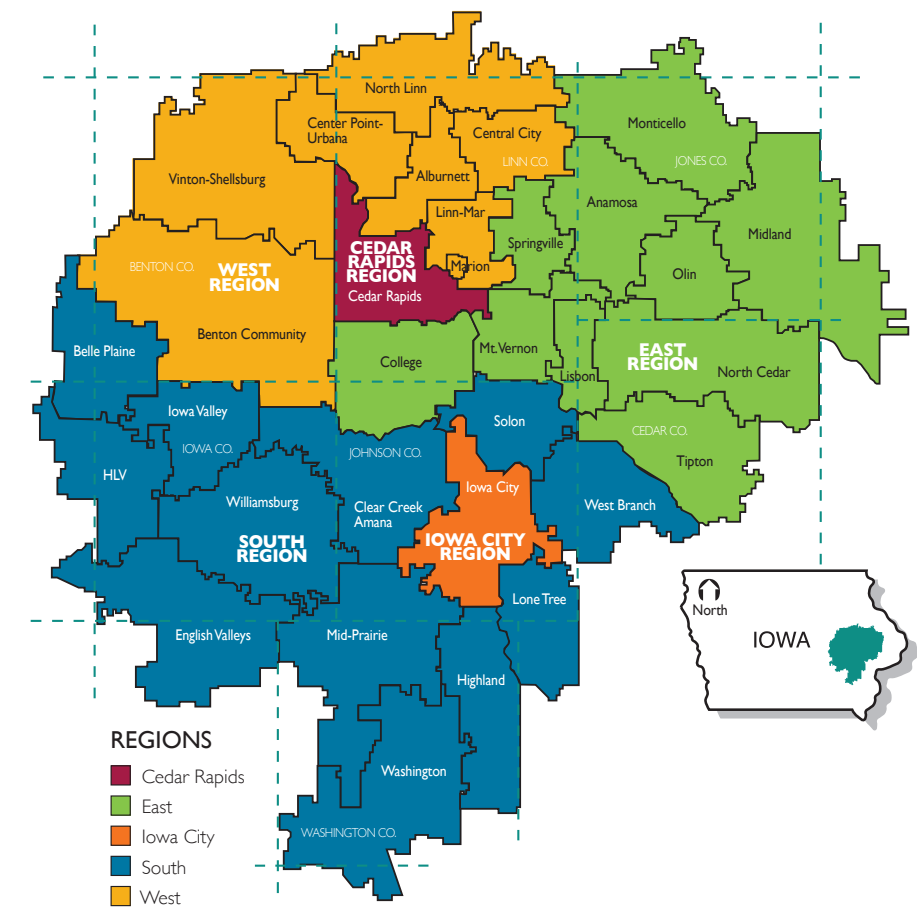 North Linn
Center Point-
Urbaha
Central City
LINN CO.
Monticello
JONES CO.
Vinton-Shellsburg
Alburnett
Anamosa
Linn-Mar
Midland
Springville
CEDAR
RAPIDS
REGION
Cedar Rapids
Marion
BENTON CO.
WEST
REGION
Olin
Benton Community
Belle Plaine
College
Mt.Vernon
Lisbon
EAST
REGION
North Cedar
Iowa Valley
IOWA CO.
JOHNSON CO.
Solon
CEDAR CO.
Tipton
HLV
Williamsburg
Clear Creek
Amana
Iowa City
West Branch
SOUTH
REGION
IOWA CITY
REGION
Lone Tree
English Valleys
Mid-Prairie
Highland
Washington
WASHINGTON CO.
North
IOWA
REGIONS
Cedar Rapids
East
Iowa City
South
West